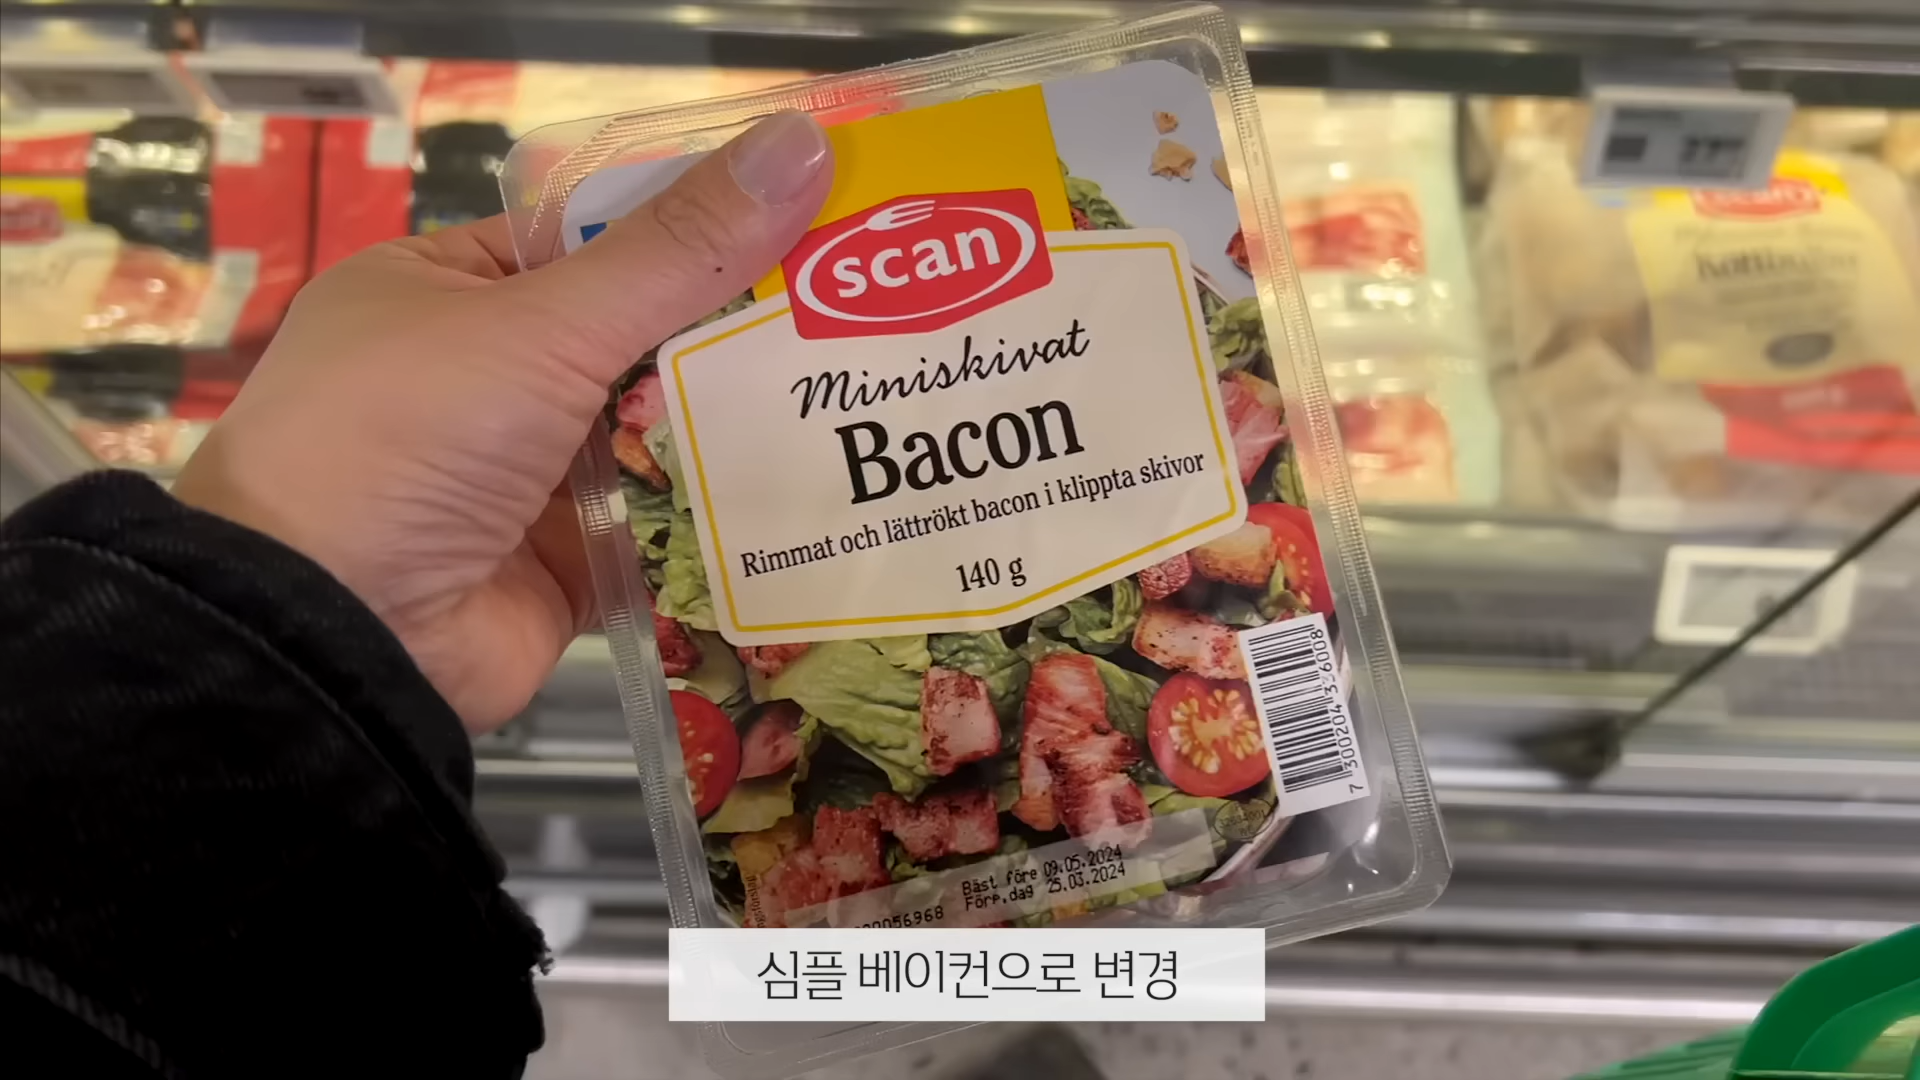 scan
Miniskivat
Bacon
Rimmat och lättrökt bacon i klippta skivor
140 g
7 300204 336008
Bäst före 09.05.2024
Förp.dag 25.03.2024
심플 베이컨으로 변경